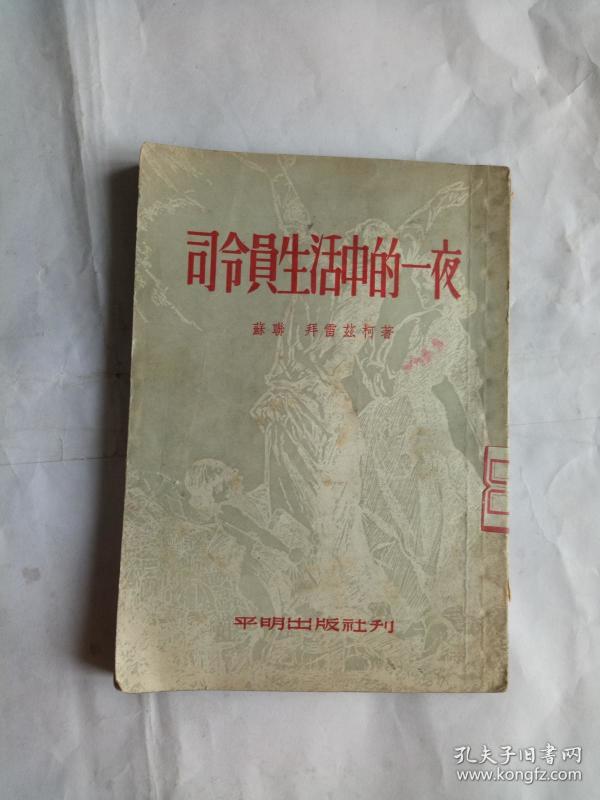 司令員生活中的一夜
蘇聯 拜雷茲柯著
平明出版社刋
孔夫子旧书网
www.kongfz.com